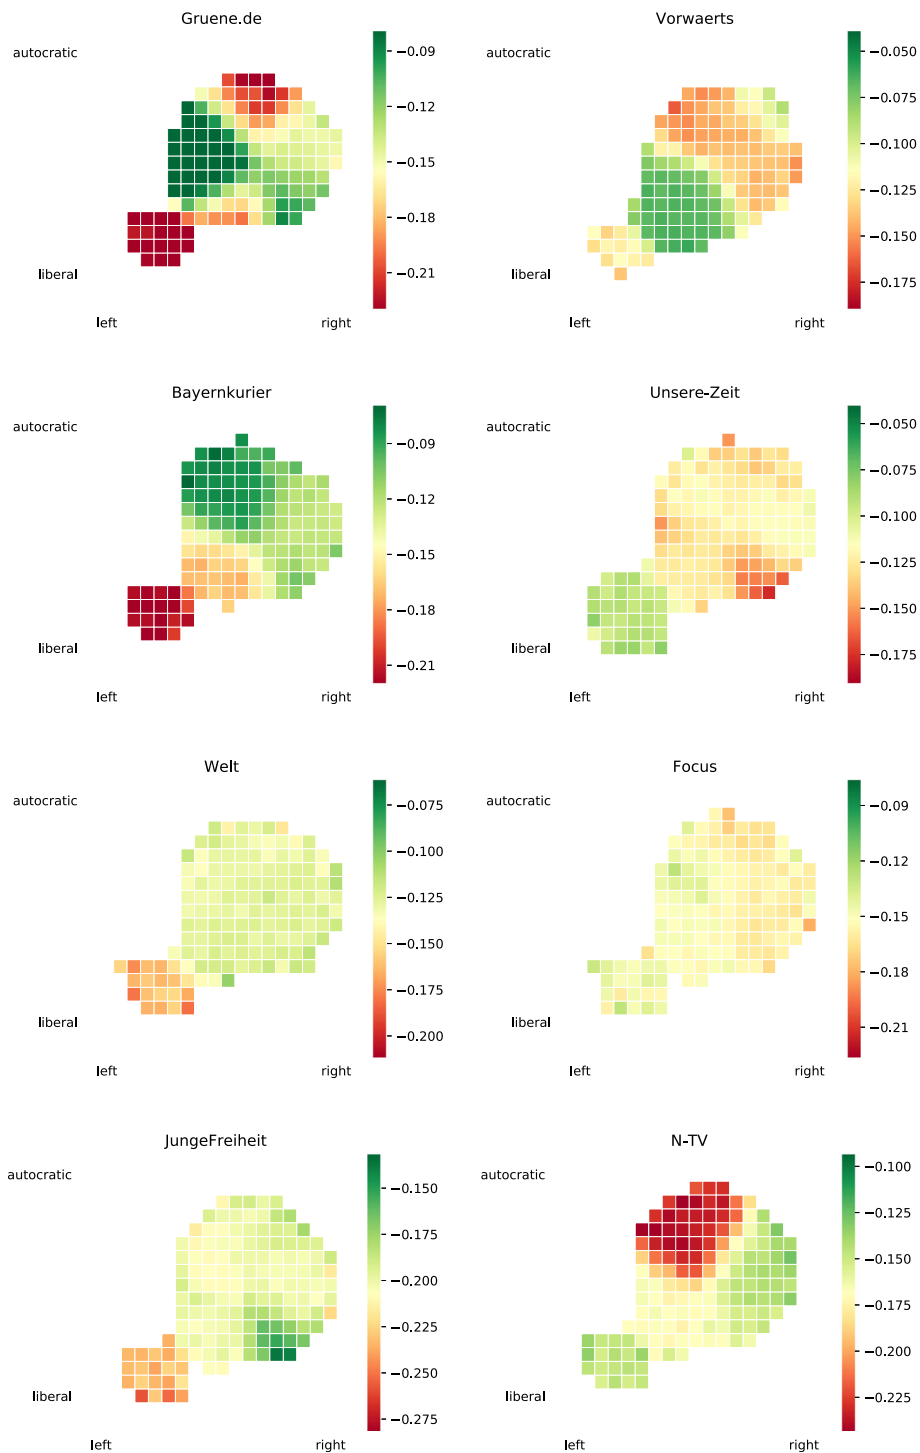 Gruene.de
autocratic
liberal
left
right
−0.09
−0.12
−0.15
−0.18
−0.21
Vorwaerts
autocratic
liberal
left
right
−0.050
−0.075
−0.100
−0.125
−0.150
−0.175
Bayernkurier
autocratic
liberal
left
right
−0.09
−0.12
−0.15
−0.18
−0.21
Unsere-Zeit
autocratic
liberal
left
right
−0.050
−0.075
−0.100
−0.125
−0.150
−0.175
Welt
autocratic
liberal
left
right
−0.075
−0.100
−0.125
−0.150
−0.175
−0.200
Focus
autocratic
liberal
left
right
−0.09
−0.12
−0.15
−0.18
−0.21
JungeFreiheit
autocratic
liberal
left
right
−0.150
−0.175
−0.200
−0.225
−0.250
−0.275
N-TV
autocratic
liberal
left
right
−0.100
−0.125
−0.150
−0.175
−0.200
−0.225